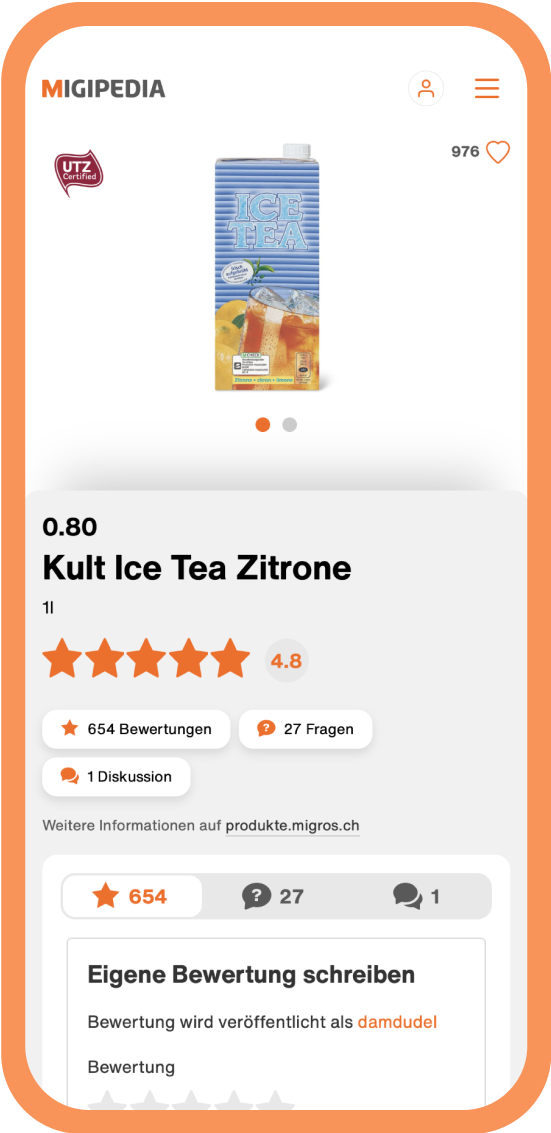 MIGIPEDIA
976
UTZ
Certified
ICE
TEA
Zitrone • citron • limone
0.80
Kult Ice Tea Zitrone
1l
4.8
654 Bewertungen
27 Fragen
1 Diskussion
Weitere Informationen auf produkte.migros.ch
654
27
1
Eigene Bewertung schreiben
Bewertung wird veröffentlicht als damdudel
Bewertung